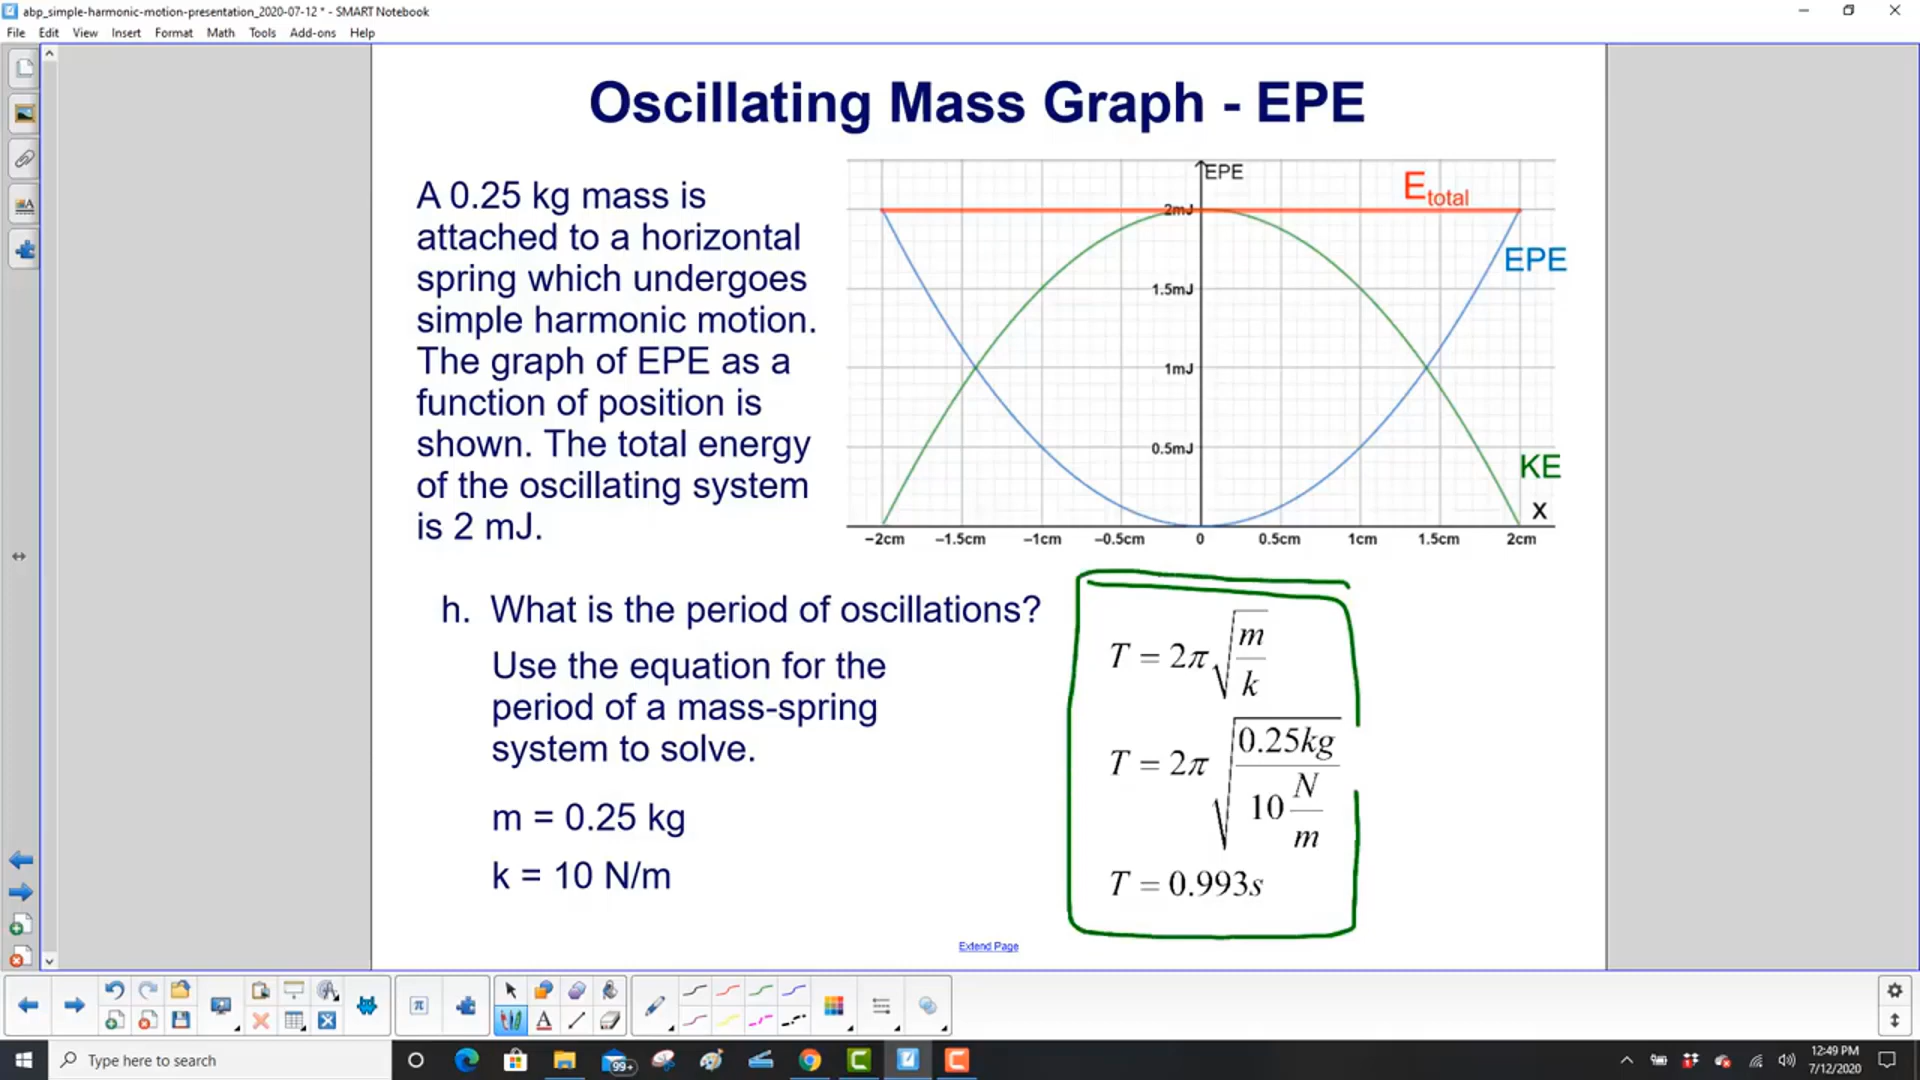 abp_simple-harmonic-motion-presentation_2020-07-12 * - SMART Notebook
File Edit View Insert Format Math Tools Add-ons Help
Oscillating Mass Graph - EPE
A 0.25 kg mass is
attached to a horizontal
spring which undergoes
simple harmonic motion.
The graph of EPE as a
function of position is
shown. The total energy
of the oscillating system
is 2 mJ.
EPE
E_total
2mJ
EPE
1.5mJ
1mJ
0.5mJ
KE
X
−2cm −1.5cm −1cm −0.5cm 0 0.5cm 1cm 1.5cm 2cm
h. What is the period of oscillations?
Use the equation for the
period of a mass-spring
system to solve.
m = 0.25 kg
k = 10 N/m
T = 2π√(m/k)
T = 2π√(0.25kg/(10 N/m))
T = 0.993s
Extend Page
π
A
Type here to search
99+
12:49 PM
7/12/2020